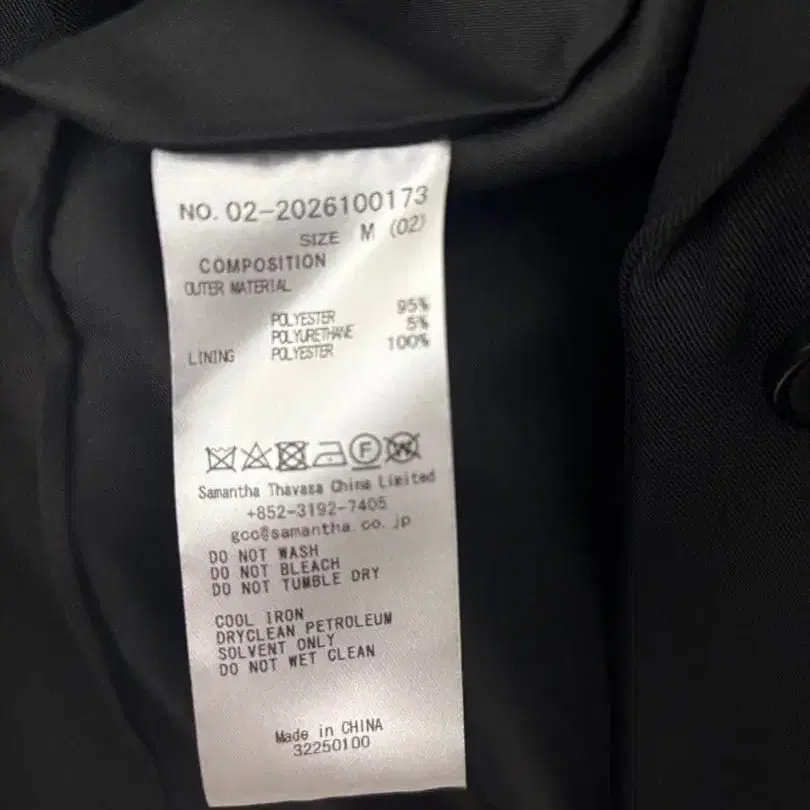 NO. 02-2026100173
SIZE M (02)
COMPOSITION
OUTER MATERIAL
POLYESTER 95%
POLYURETHANE 5%
LINING POLYESTER 100%
F W
Samantha Thavasa China Limited
+852-3192-7405
gcc@samantha.co.jp
DO NOT WASH
DO NOT BLEACH
DO NOT TUMBLE DRY
COOL IRON
DRYCLEAN PETROLEUM
SOLVENT ONLY
DO NOT WET CLEAN
Made in CHINA
32250100